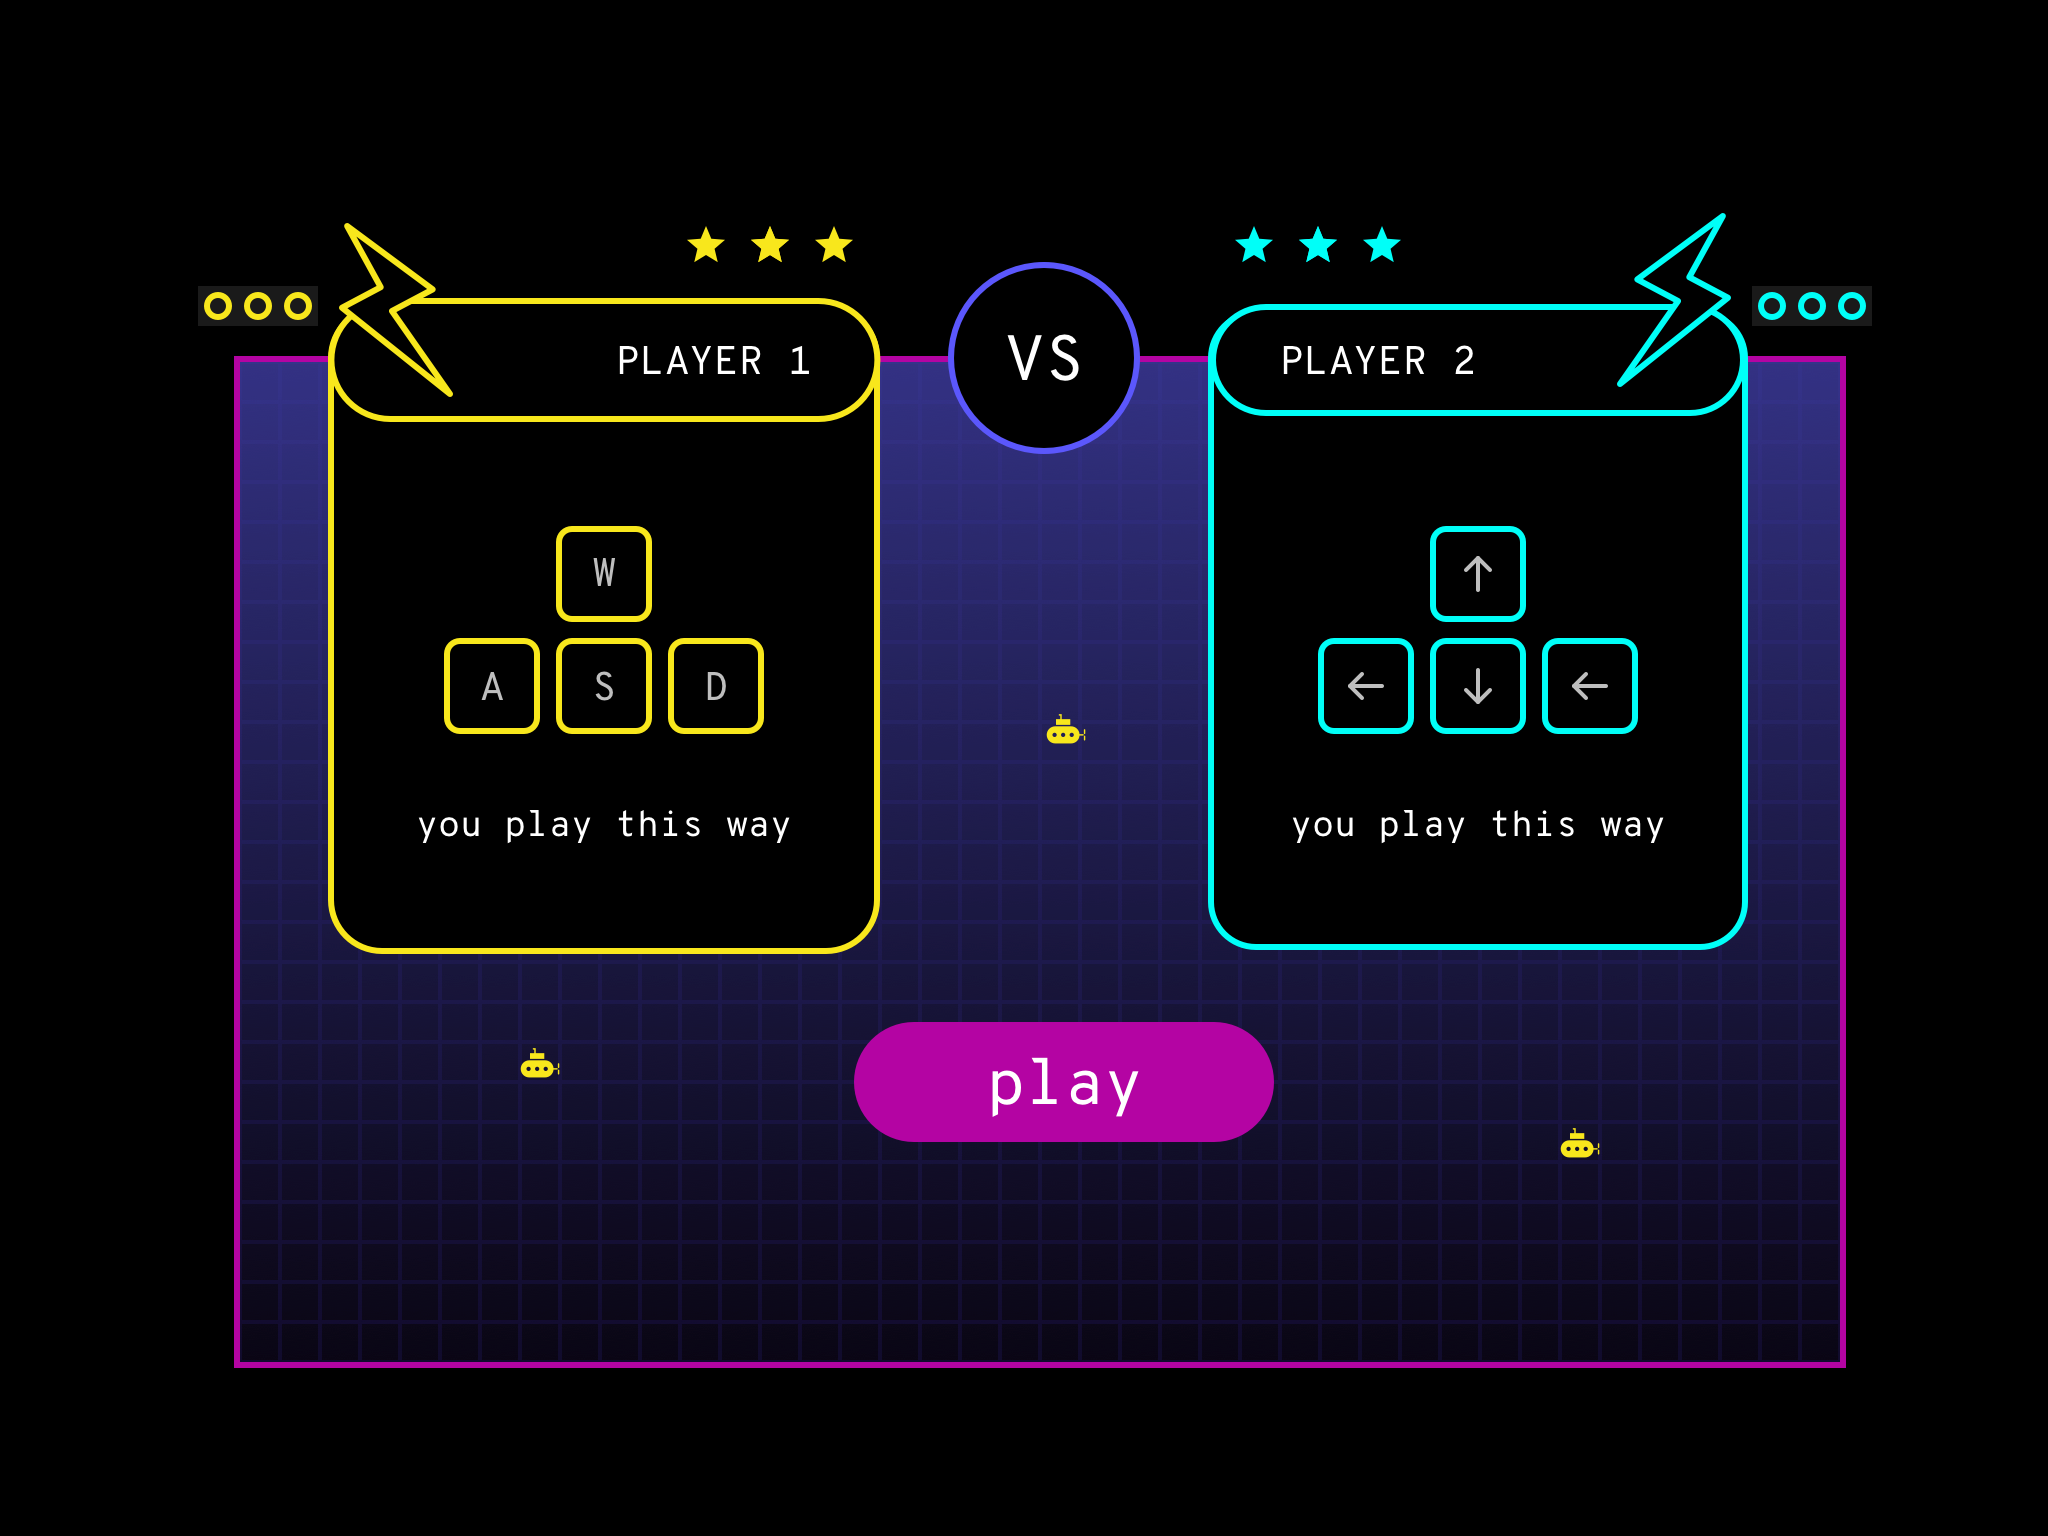 PLAYER 1
VS
PLAYER 2
W
↑
A S D
← ↓ ←
you play this way
you play this way
play